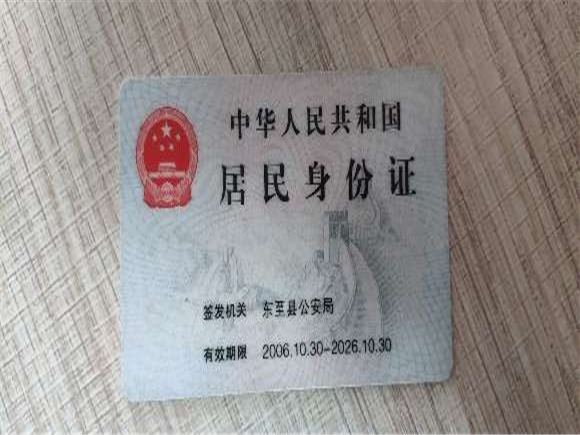 中华人民共和国
居民身份证
签发机关 东至县公安局
有效期限 2006.10.30-2026.10.30